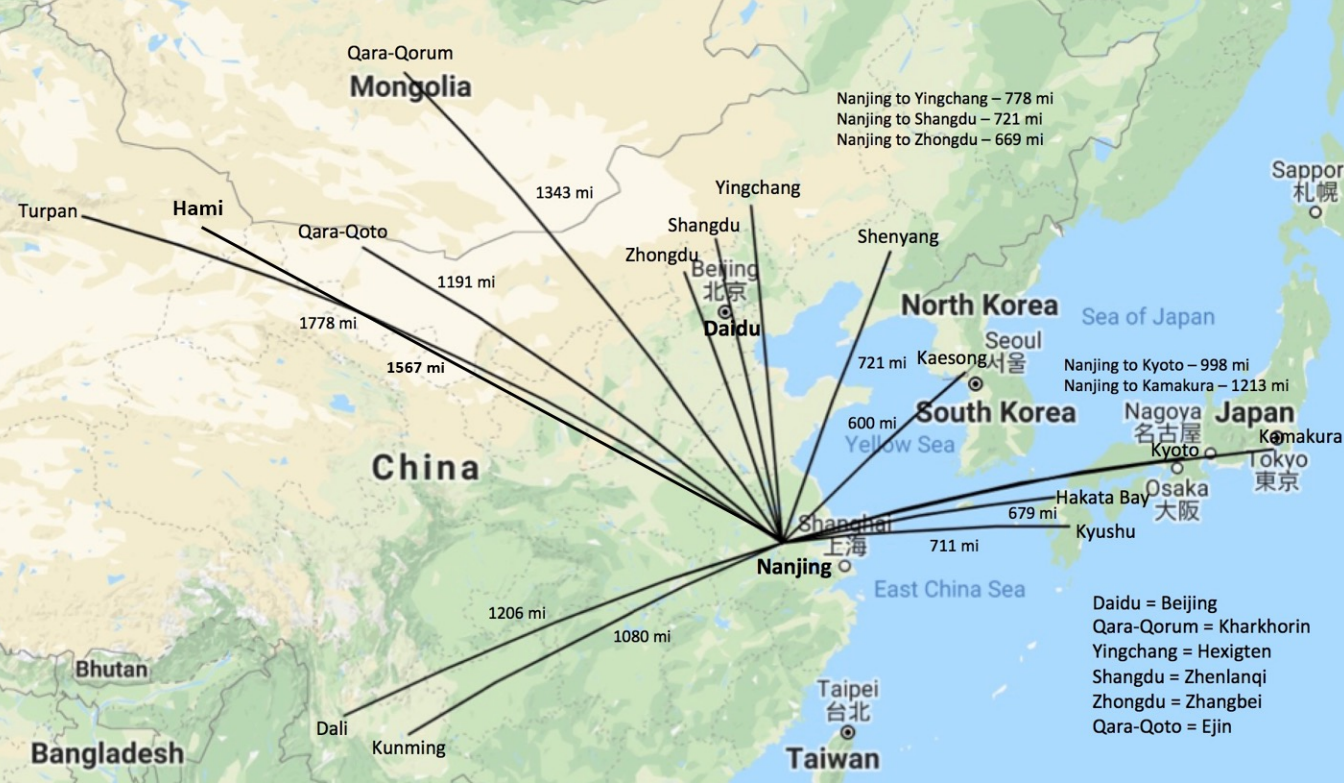 Qara-Qorum
Mongolia
Nanjing to Yingchang – 778 mi
Nanjing to Shangdu – 721 mi
Nanjing to Zhongdu – 669 mi
Sappor
札幌
1343 mi
Yingchang
Turpan
Hami
Qara-Qoto
Shangdu
Shenyang
Zhongdu
Beijing
北京
Daidu
1191 mi
1778 mi
1567 mi
North Korea
Sea of Japan
Seoul
서울
Kaesong
721 mi
Nanjing to Kyoto – 998 mi
Nanjing to Kamakura – 1213 mi
South Korea
600 mi
Yellow Sea
Nagoya
名古屋
Japan
Kamakura
Kyoto
Tokyo
東京
Osaka
大阪
China
Hakata Bay
679 mi
Kyushu
711 mi
Shanghai
上海
Nanjing
East China Sea
1206 mi
1080 mi
Daidu = Beijing
Qara-Qorum = Kharkhorin
Yingchang = Hexigten
Shangdu = Zhenlanqi
Zhongdu = Zhangbei
Qara-Qoto = Ejin
Bhutan
Dali
Kunming
Bangladesh
Taipei
台北
Taiwan